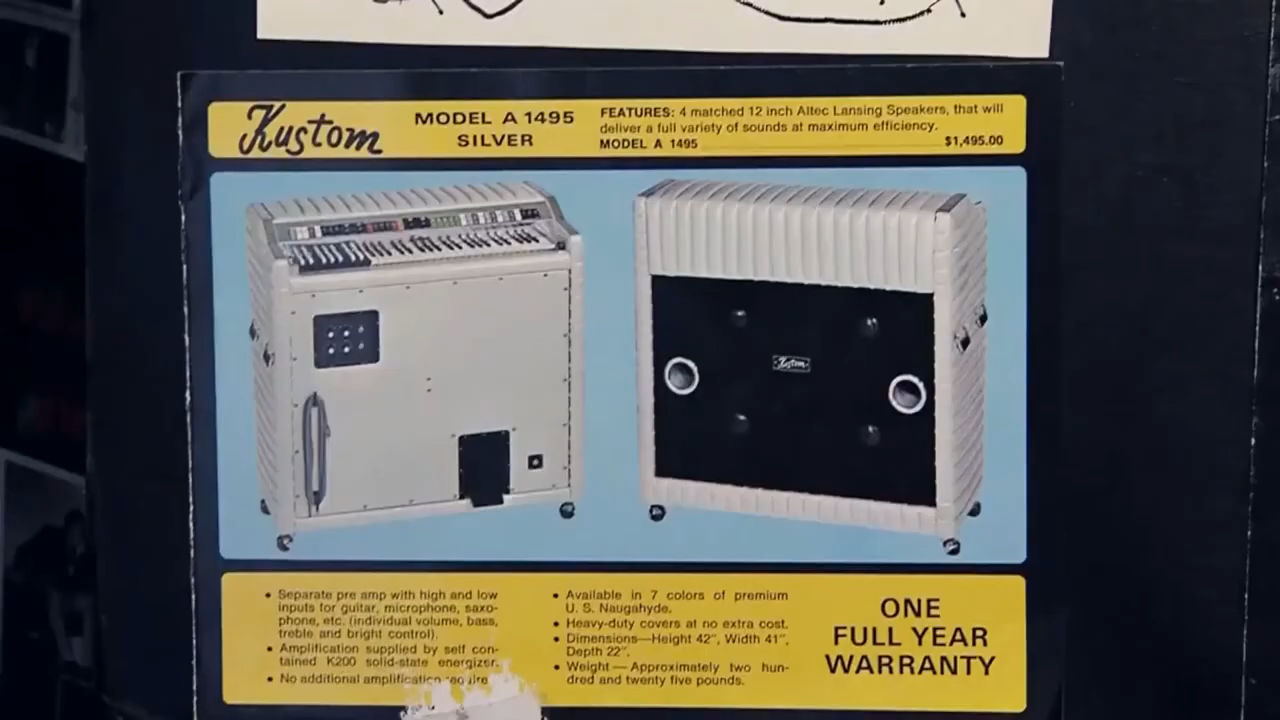 Kustom
MODEL A 1495
SILVER
FEATURES: 4 matched 12 inch Altec Lansing Speakers, that will
deliver a full variety of sounds at maximum efficiency.
MODEL A 1495 $1,495.00
Kustom
• Separate pre amp with high and low
inputs for guitar, microphone, saxo-
phone, etc. (individual volume, bass,
treble and bright control).
• Amplification supplied by self con-
tained K200 solid-state energizer.
• No additional amplification require
• Available in 7 colors of premium
U. S. Naugahyde.
• Heavy-duty covers at no extra cost.
• Dimensions—Height 42", Width 41",
Depth 22".
• Weight — Approximately two hun-
dred and twenty five pounds.
ONE
FULL YEAR
WARRANTY